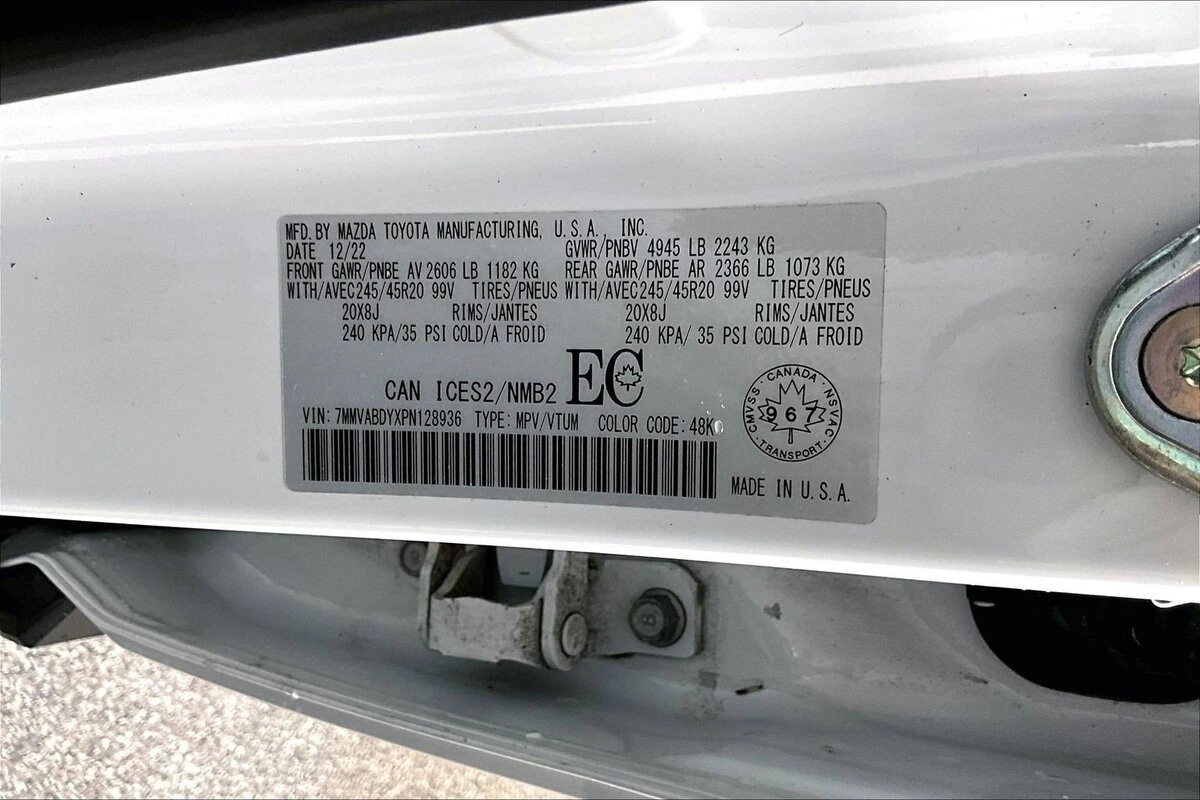 MFD. BY MAZDA TOYOTA MANUFACTURING, U.S.A., INC.
DATE 12/22 GVWR/PNBV 4945 LB 2243 KG
FRONT GAWR/PNBE AV 2606 LB 1182 KG REAR GAWR/PNBE AR 2366 LB 1073 KG
WITH/AVEC 245/45R20 99V TIRES/PNEUS WITH/AVEC 245/45R20 99V TIRES/PNEUS
20X8J RIMS/JANTES 20X8J RIMS/JANTES
240 KPA/35 PSI COLD/A FROID 240 KPA/ 35 PSI COLD/A FROID
CAN ICES2/NMB2 EC
VIN: 7MMVABDYXPN128936 TYPE: MPV/VTUM COLOR CODE: 48K
CMVSS · CANADA · NSVAC
967
· TRANSPORT ·
MADE IN U.S.A.
8